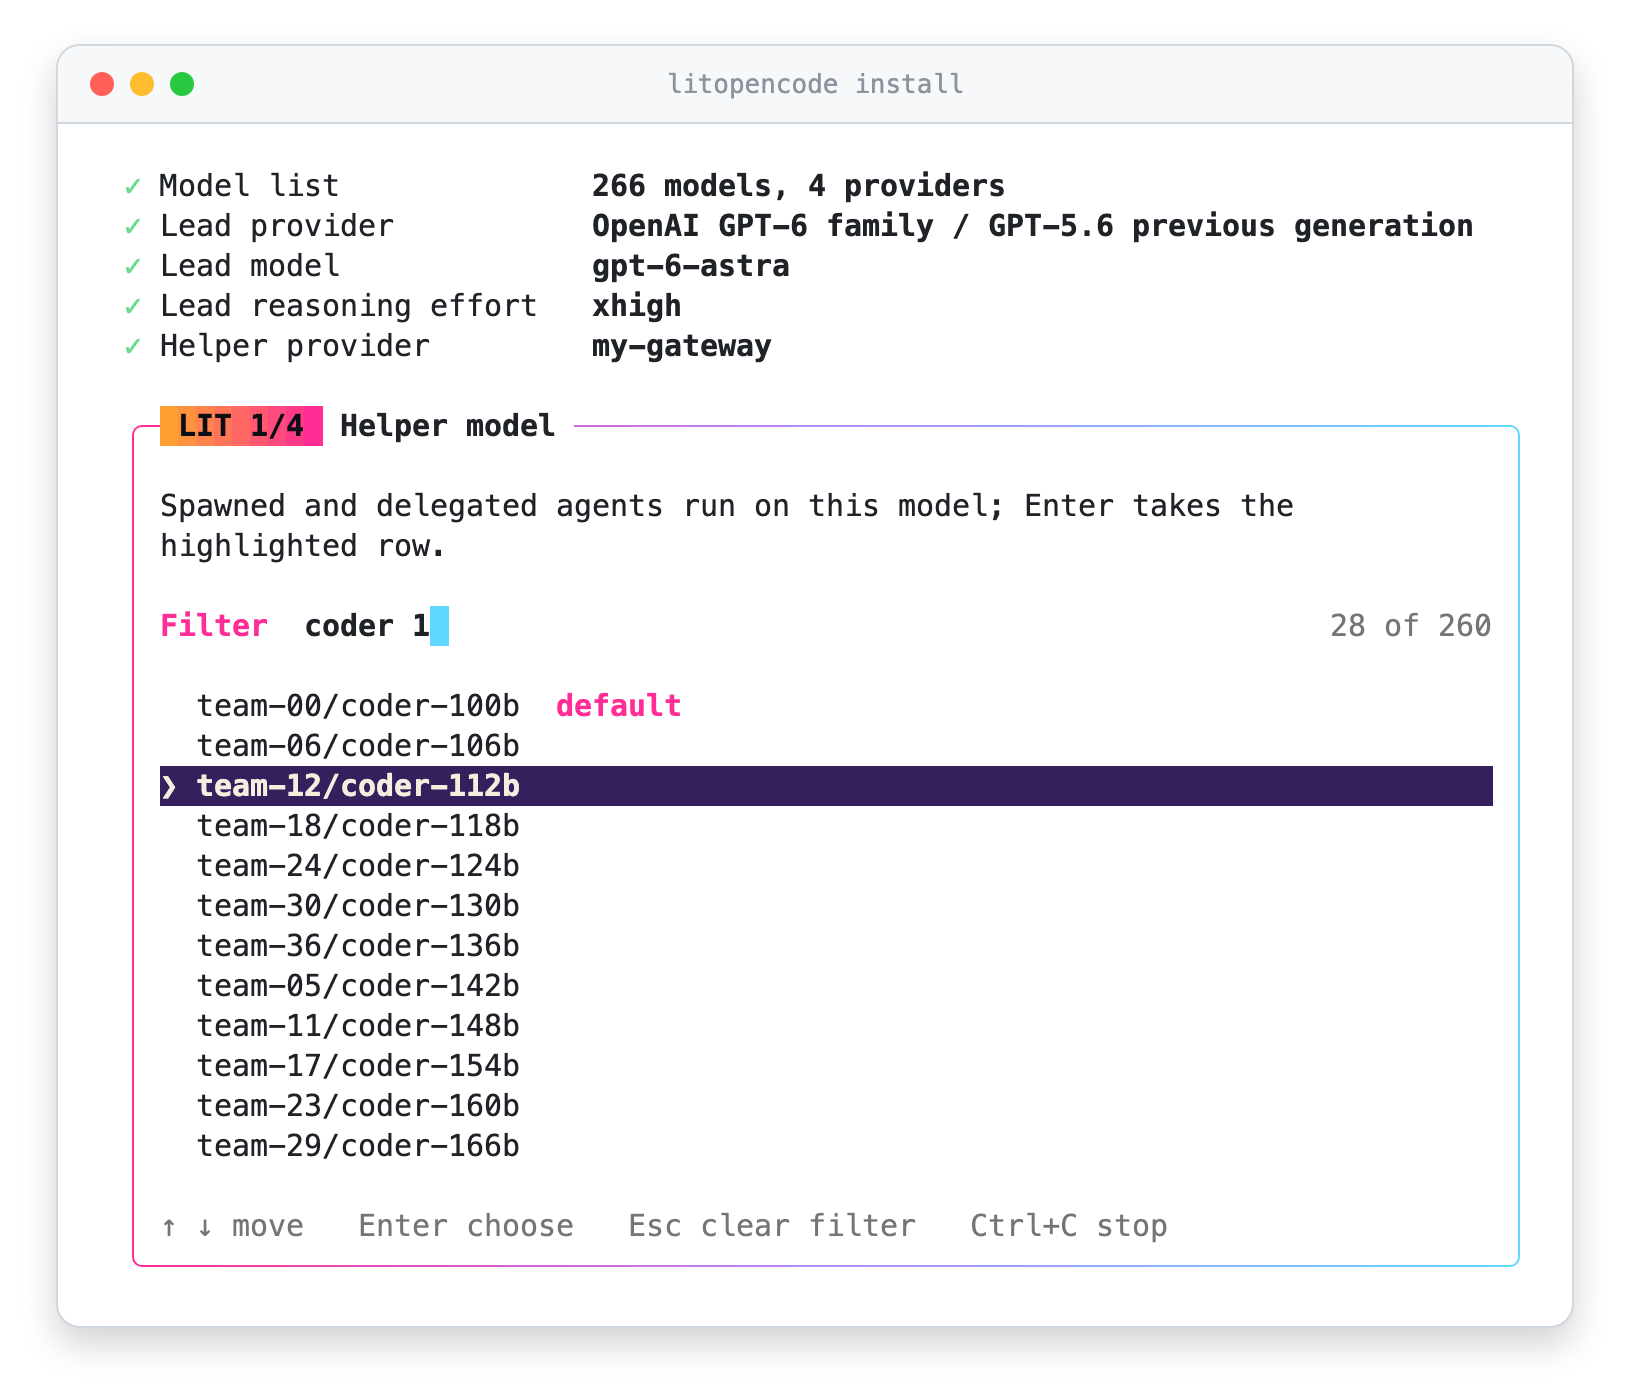 litopencode install
✓ Model list 266 models, 4 providers
✓ Lead provider OpenAI GPT-6 family / GPT-5.6 previous generation
✓ Lead model gpt-6-astra
✓ Lead reasoning effort xhigh
✓ Helper provider my-gateway
LIT 1/4 Helper model
Spawned and delegated agents run on this model; Enter takes the
highlighted row.
Filter coder 1 28 of 260
team-00/coder-100b default
team-06/coder-106b
❯ team-12/coder-112b
team-18/coder-118b
team-24/coder-124b
team-30/coder-130b
team-36/coder-136b
team-05/coder-142b
team-11/coder-148b
team-17/coder-154b
team-23/coder-160b
team-29/coder-166b
↑ ↓ move Enter choose Esc clear filter Ctrl+C stop